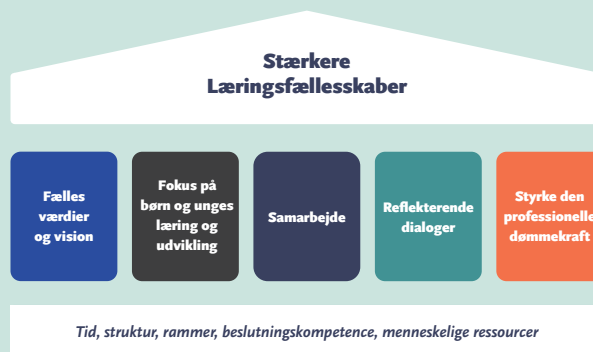 Stærkere
Læringsfællesskaber
Fælles
værdier
og vision
Fokus på
børn og unges
læring og
udvikling
Samarbejde
Reflekterende
dialoger
Styrke den
professionelle
dømmekraft
Tid, struktur, rammer, beslutningskompetence, menneskelige ressourcer